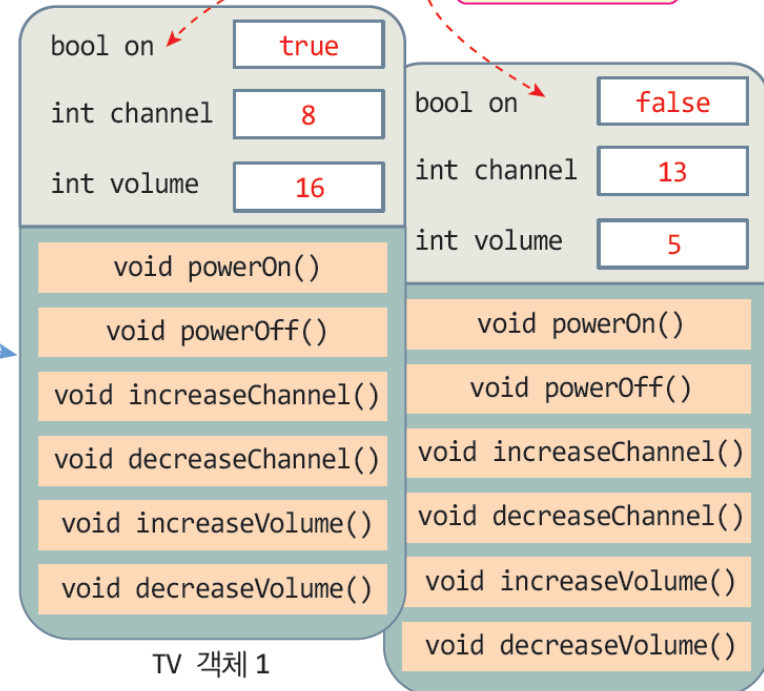 bool on true
int channel 8
int volume 16
void powerOn()
void powerOff()
void increaseChannel()
void decreaseChannel()
void increaseVolume()
void decreaseVolume()
TV 객체 1
bool on false
int channel 13
int volume 5
void powerOn()
void powerOff()
void increaseChannel()
void decreaseChannel()
void increaseVolume()
void decreaseVolume()